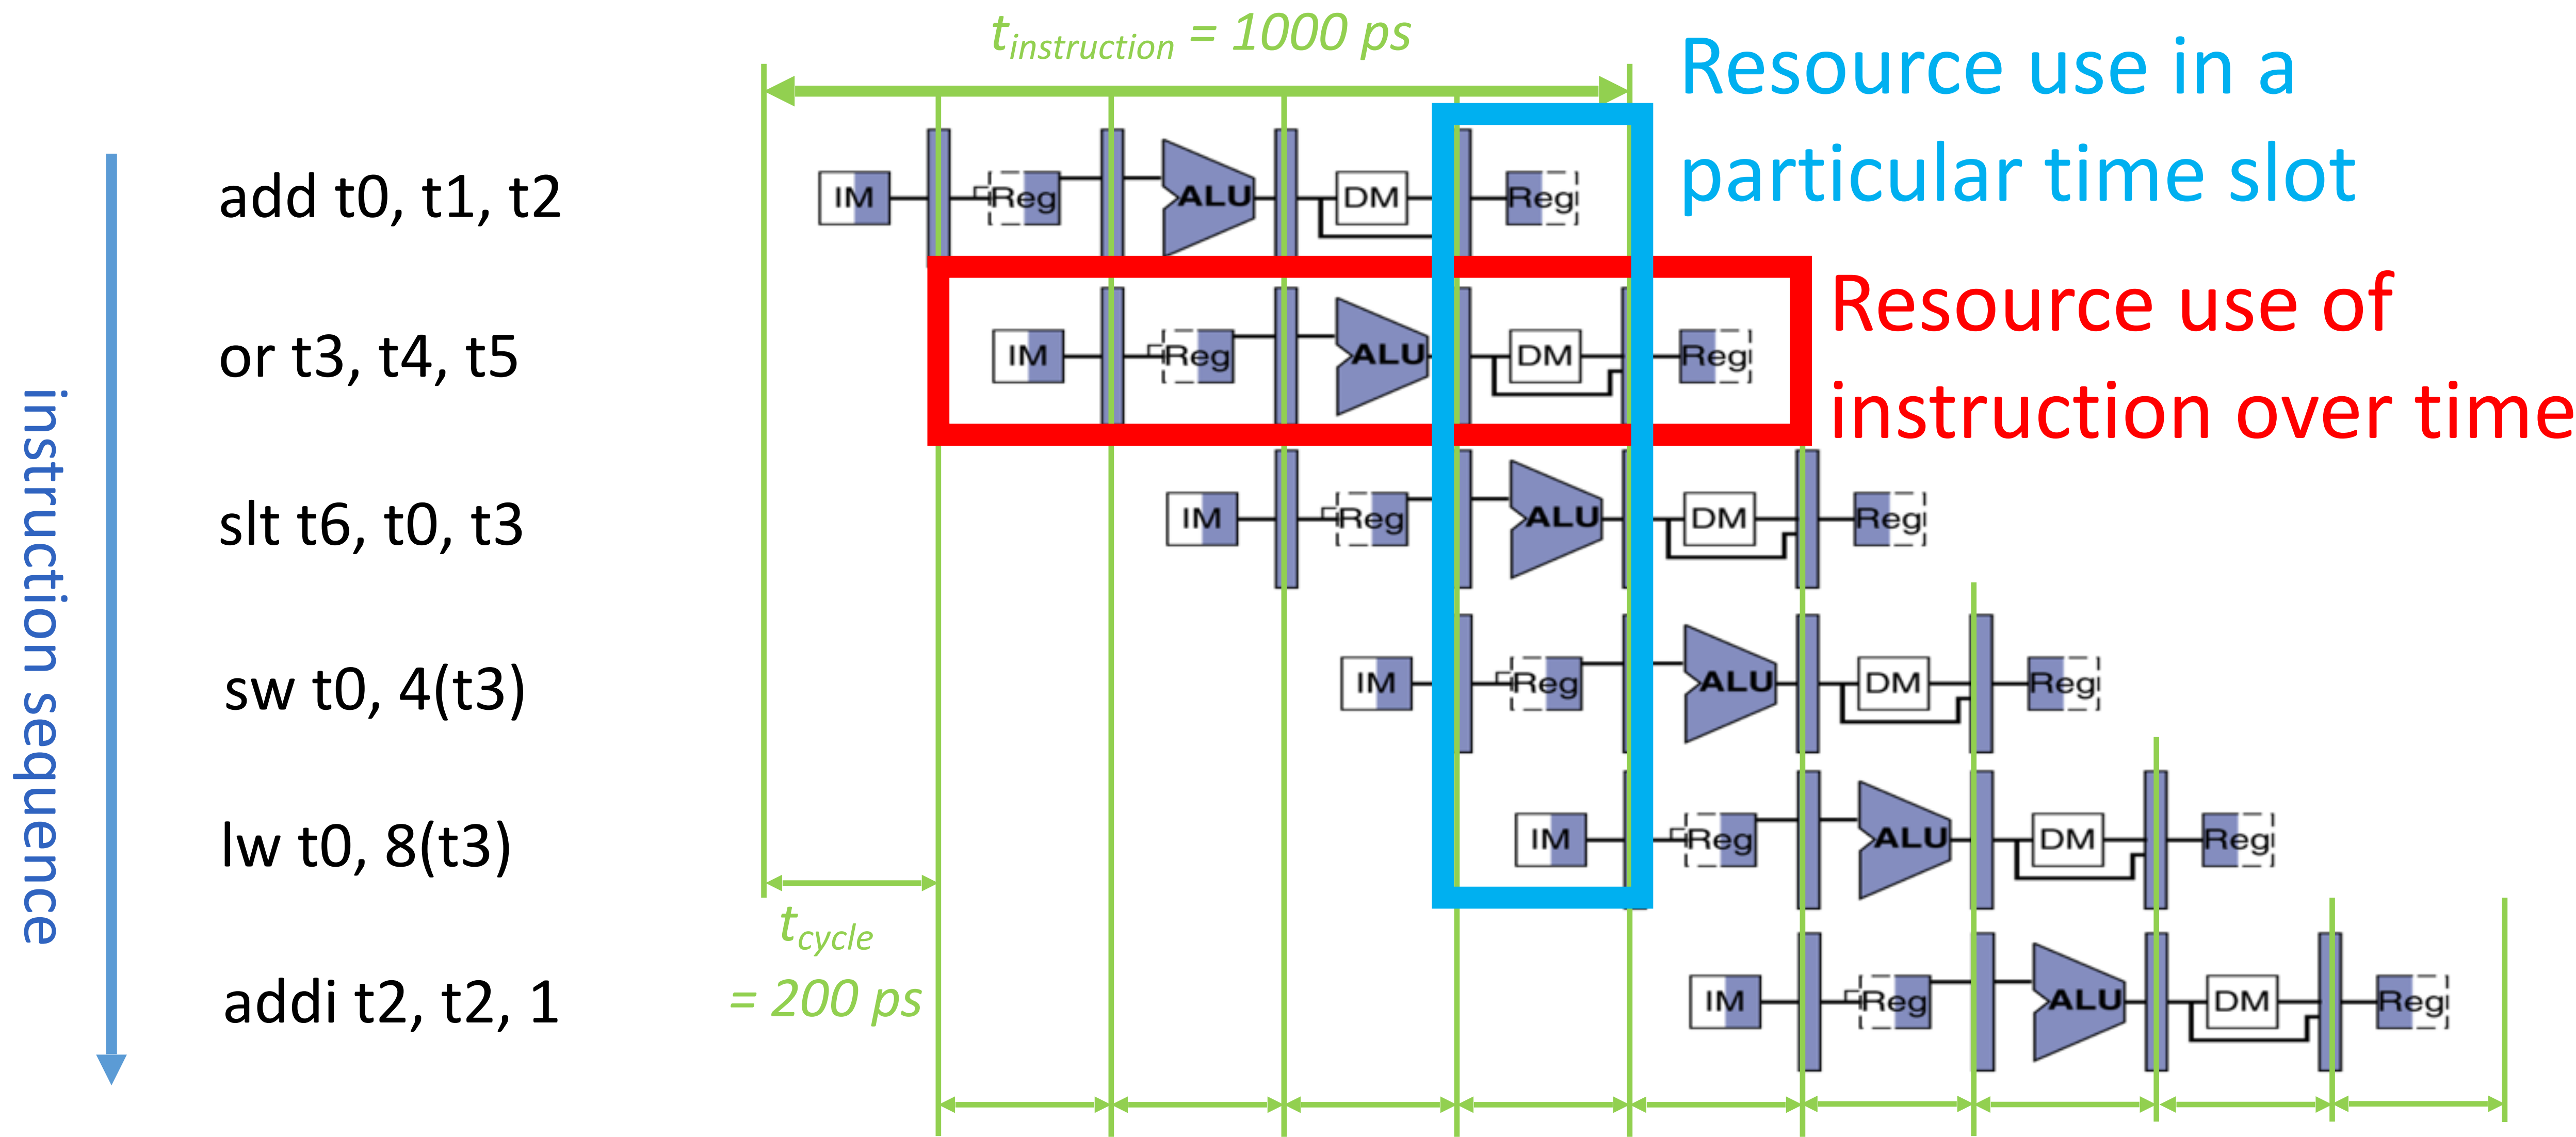 t instruction = 1000 ps
Resource use in a
particular time slot
add t0, t1, t2
IM Reg ALU DM Reg
Resource use of
instruction over time
or t3, t4, t5
IM Reg ALU DM Reg
instruction sequence
slt t6, t0, t3
IM Reg ALU DM Reg
sw t0, 4(t3)
IM Reg ALU DM Reg
lw t0, 8(t3)
IM Reg ALU DM Reg
t cycle
= 200 ps
addi t2, t2, 1
IM Reg ALU DM Reg